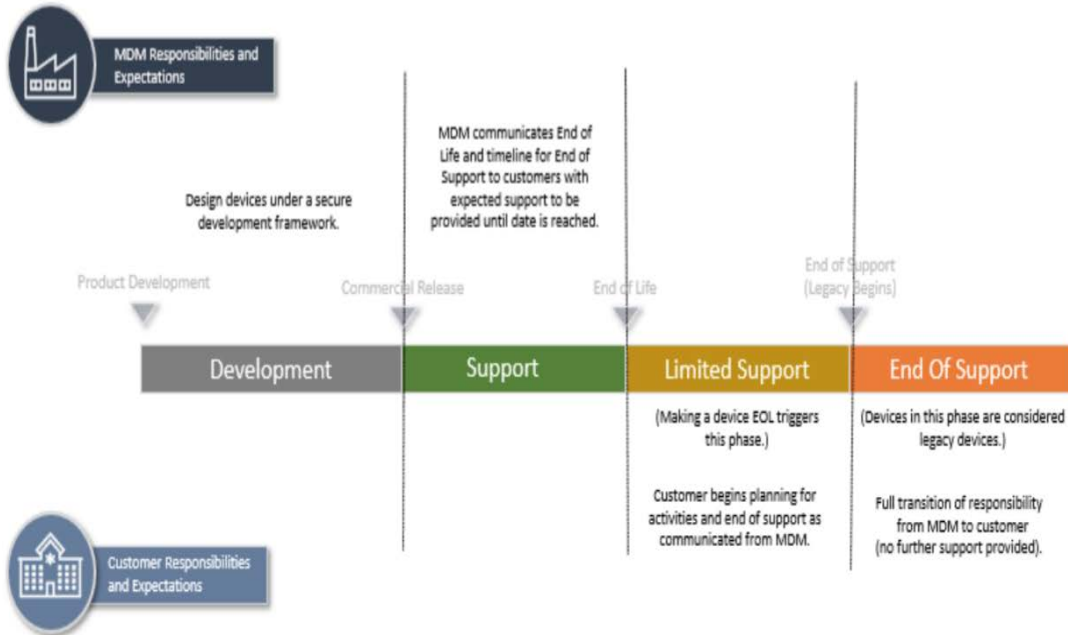 MDM Responsibilities and
Expectations
MDM communicates End of
Life and timeline for End of
Support to customers with
expected support to be
provided until date is reached.
Design devices under a secure
development framework.
Product Development
Commercial Release
End of Life
End of Support
(Legacy Begins)
Development
Support
Limited Support
End Of Support
(Making a device EOL triggers
this phase.)
(Devices in this phase are considered
legacy devices.)
Customer begins planning for
activities and end of support as
communicated from MDM.
Full transition of responsibility
from MDM to customer
(no further support provided).
Customer Responsibilities
and Expectations